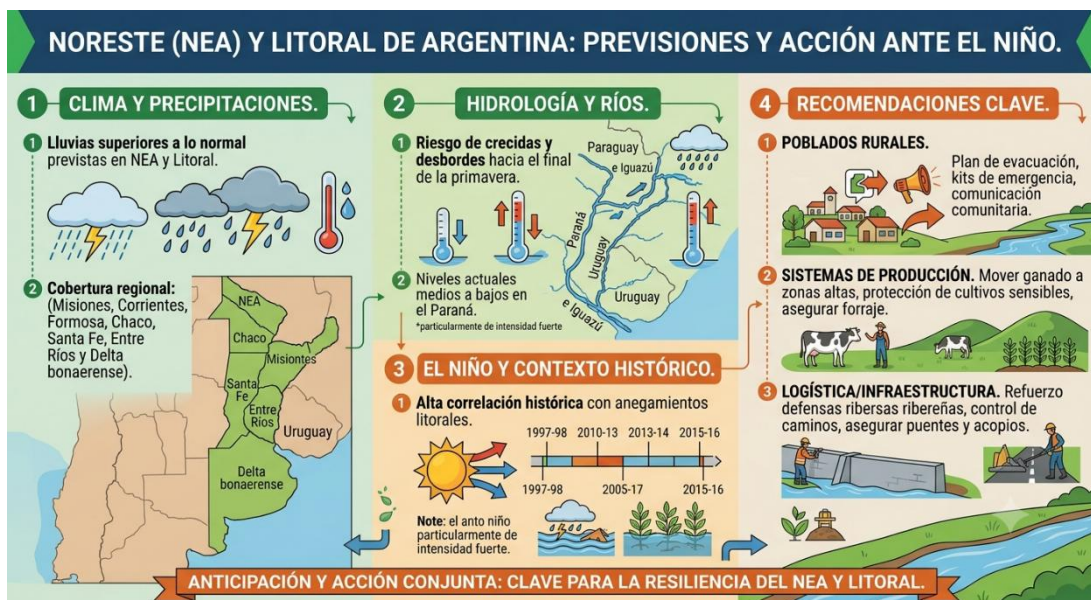 NORESTE (NEA) Y LITORAL DE ARGENTINA: PREVISIONES Y ACCIÓN ANTE EL NIÑO.
1 CLIMA Y PRECIPITACIONES.
1 Lluvias superiores a lo normal
previstas en NEA y Litoral.
2 Cobertura regional:
(Misiones, Corrientes,
Formosa, Chaco,
Santa Fe, Entre
Ríos y Delta
bonaerense).
NEA
Chaco
Misiontes
Santa
Fe
Entre
Ríos
Uruguay
Delta
bonaerense
2 HIDROLOGÍA Y RÍOS.
1 Riesgo de crecidas y
desbordes hacia el final
de la primavera.
Paraguay
e Iguazú
Paraná
Uruguay
Uruguay
e Iguazú
2 Niveles actuales
medios a bajos en
el Paraná.
*particularmente de intensidad fuerte
3 EL NIÑO Y CONTEXTO HISTÓRICO.
1 Alta correlación histórica con anegamientos
litorales.
1997-98 2010-13 2013-14 2015-16
1997-98 2005-17 2015-16
Note: el anto niño
particularmente de
intensidad fuerte.
4 RECOMENDACIONES CLAVE.
1 POBLADOS RURALES.
Plan de evacuación,
kits de emergencia,
comunicación
comunitaria.
2 SISTEMAS DE PRODUCCIÓN. Mover ganado a
zonas altas, protección de cultivos sensibles,
asegurar forraje.
3 LOGÍSTICA/INFRAESTRUCTURA. Refuerzo
defensas ribersas ribereñas, control de
caminos, asegurar puentes y acopios.
ANTICIPACIÓN Y ACCIÓN CONJUNTA: CLAVE PARA LA RESILIENCIA DEL NEA Y LITORAL.